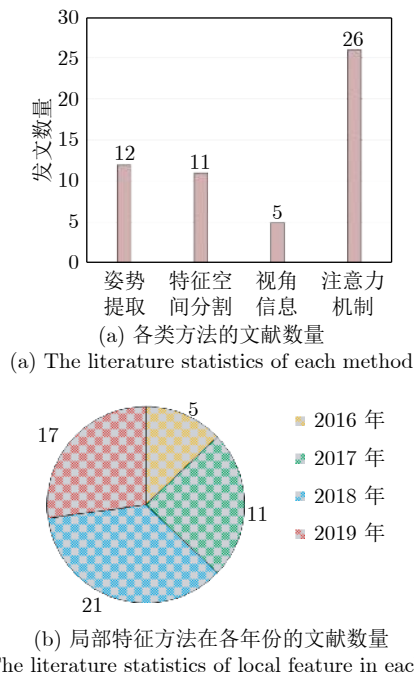 30
25
20
15
10
5
0
发文数量
12
11
5
26
姿势
提取
特征空
间分割
视角
信息
注意力
机制
(a) 各类方法的文献数量
(a) The literature statistics of each method
5
11
21
17
2016 年
2017 年
2018 年
2019 年
(b) 局部特征方法在各年份的文献数量
he literature statistics of local feature in each